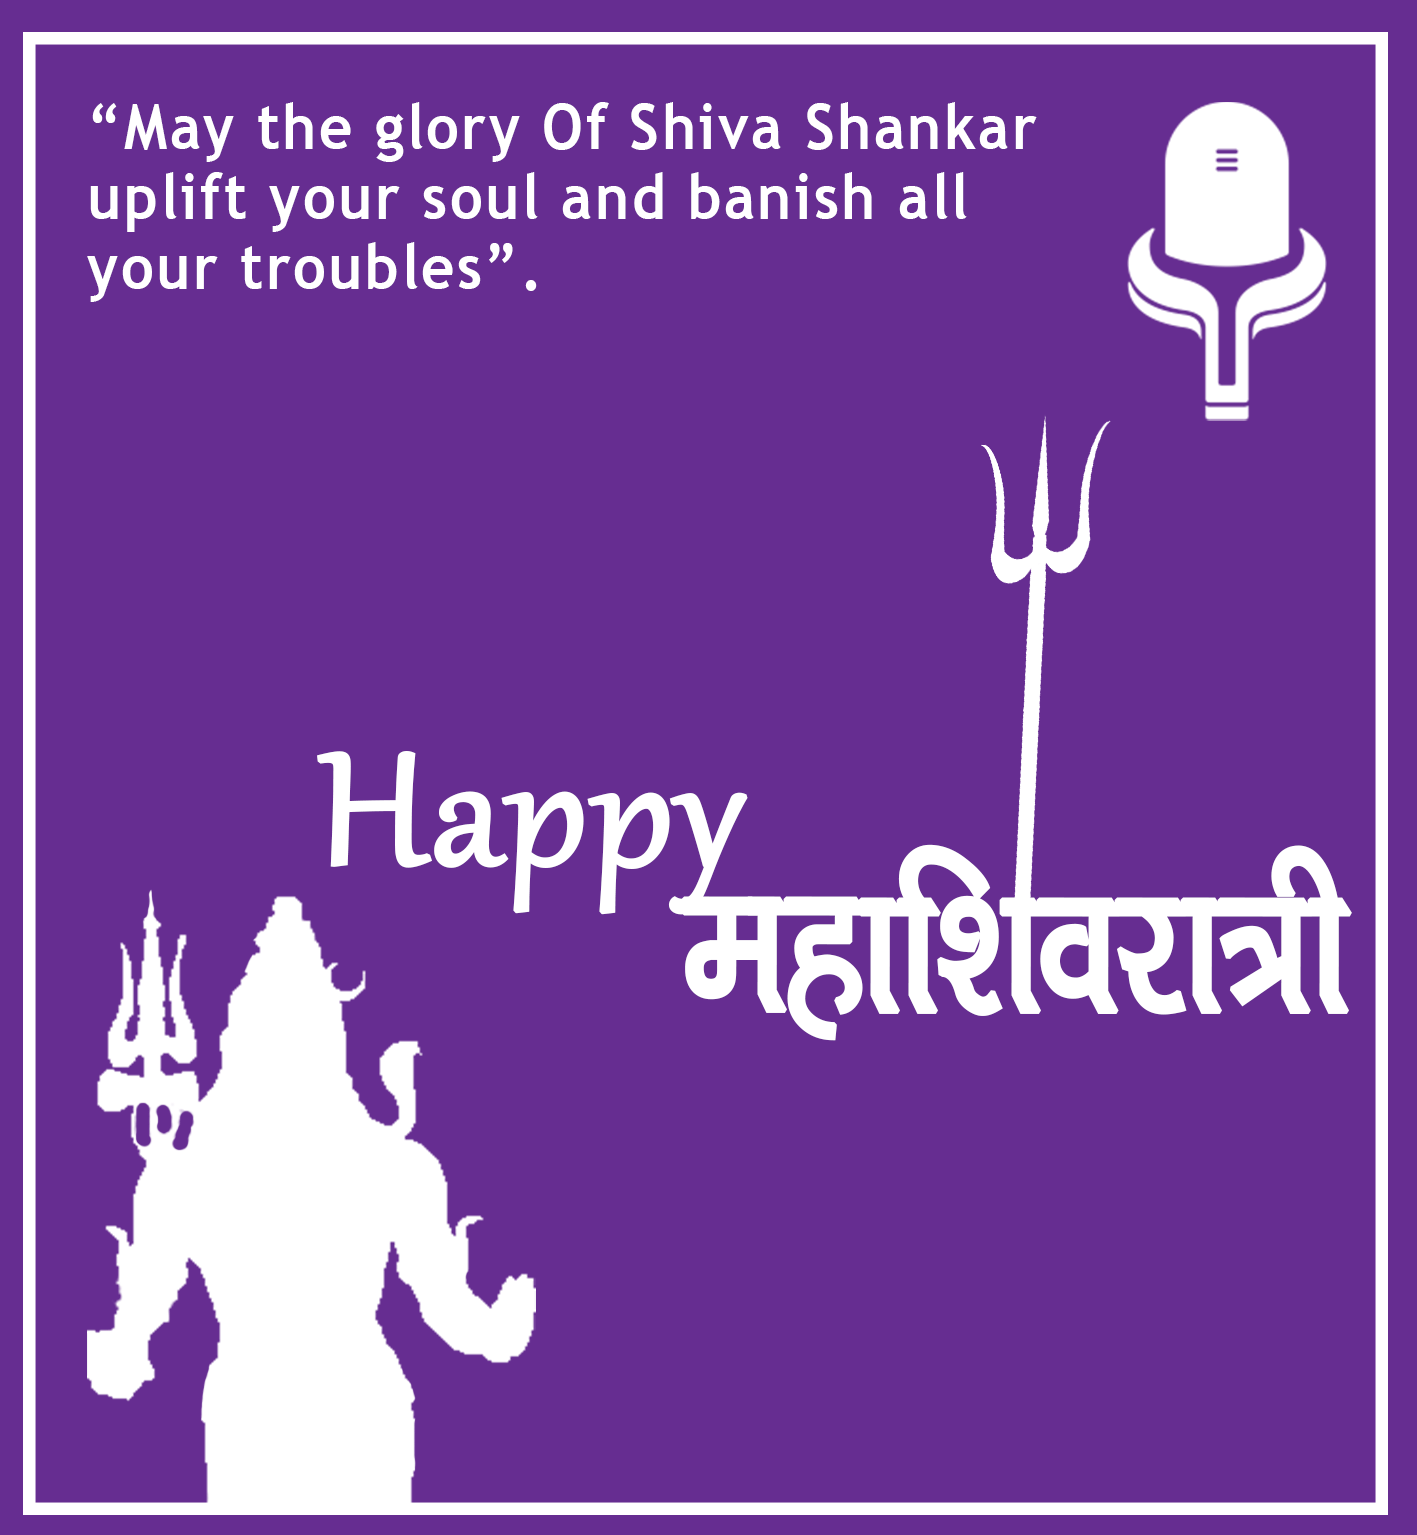 “May the glory Of Shiva Shankar
uplift your soul and banish all
your troubles”.
Happy
महाशिवरात्री